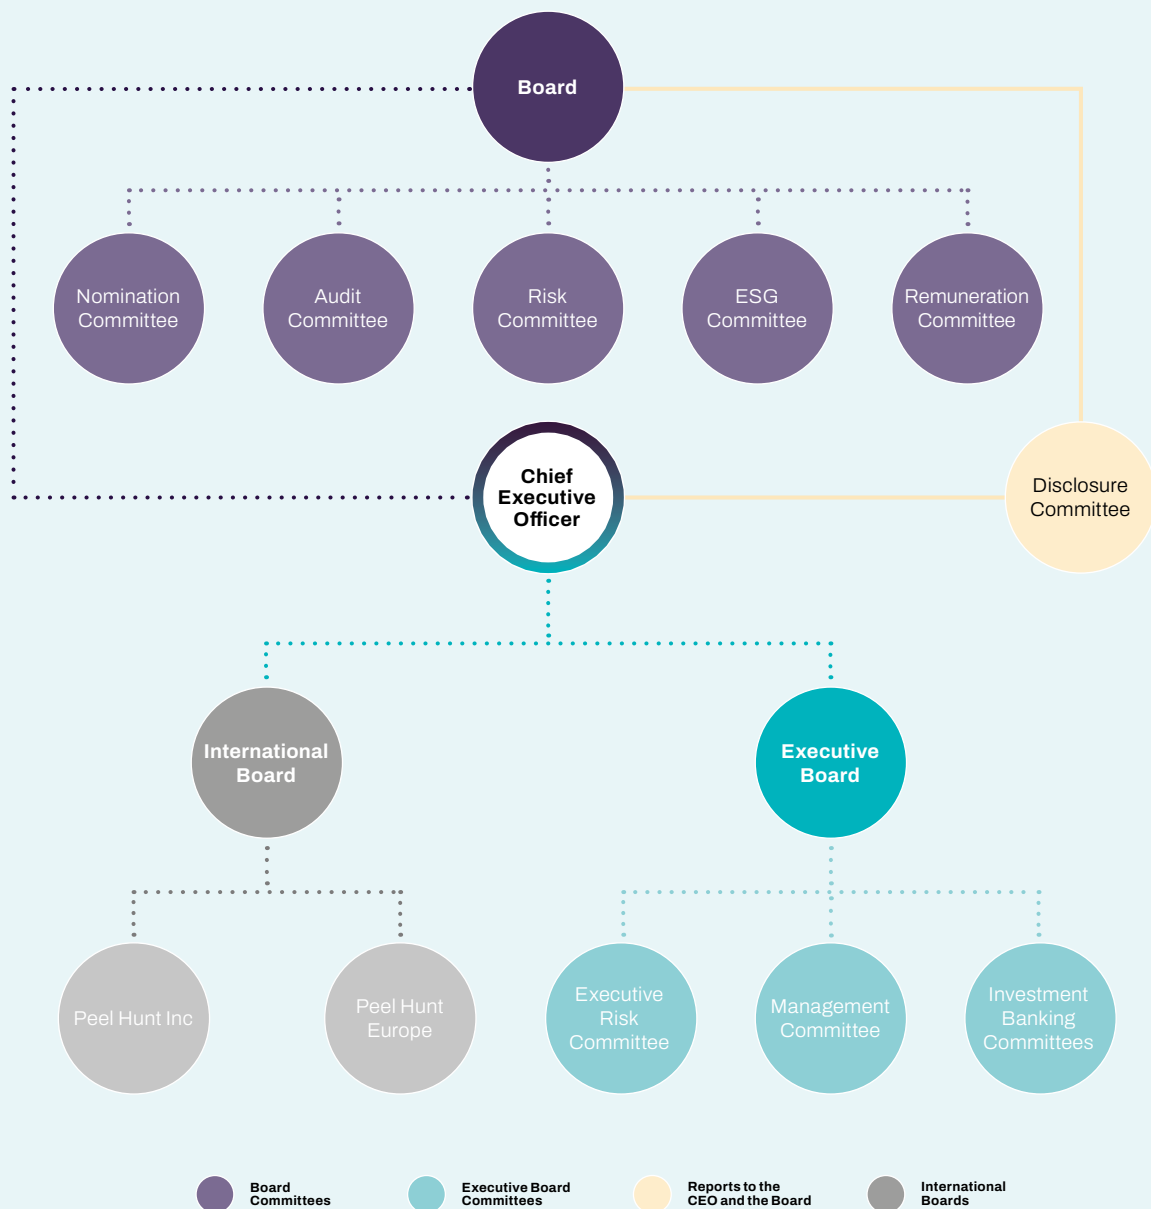 Board
Nomination
Committee
Audit
Committee
Risk
Committee
ESG
Committee
Remuneration
Committee
Chief
Executive
Officer
Disclosure
Committee
International
Board
Executive
Board
Peel Hunt Inc
Peel Hunt
Europe
Executive
Risk
Committee
Management
Committee
Investment
Banking
Committees
Board
Committees
Executive Board
Committees
Reports to the
CEO and the Board
International
Boards